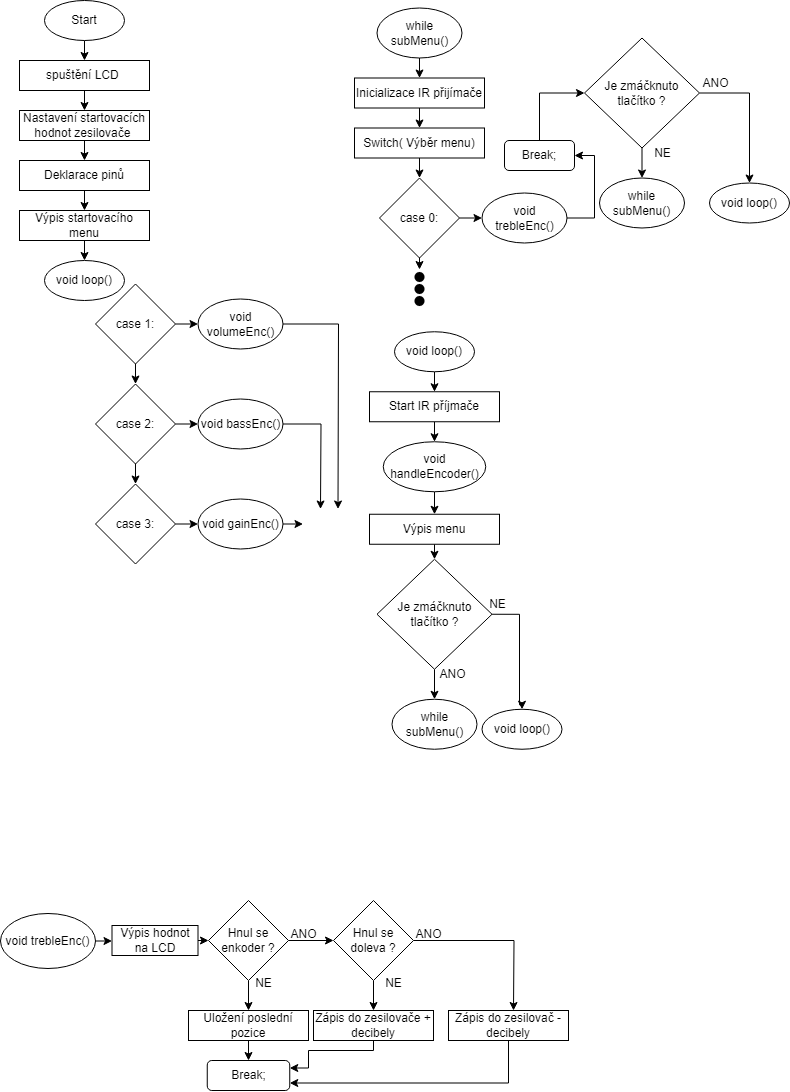 Start
spuštění LCD
Nastavení startovacích
hodnot zesilovače
Deklarace pinů
Výpis startovacího
menu
void loop()
while
subMenu()
Inicializace IR přijímače
Switch( Výběr menu)
case 0:
void
trebleEnc()
Break;
Je zmáčknuto
tlačítko ?
ANO
NE
while
subMenu()
void loop()
case 1:
void
volumeEnc()
case 2:
void bassEnc()
case 3:
void gainEnc()
void loop()
Start IR příjmače
void
handleEncoder()
Výpis menu
Je zmáčknuto
tlačítko ?
NE
ANO
while
subMenu()
void loop()
void trebleEnc()
Výpis hodnot
na LCD
Hnul se
enkoder ?
ANO
NE
Hnul se
doleva ?
ANO
NE
Uložení poslední
pozice
Zápis do zesilovače +
decibely
Zápis do zesilovač -
decibely
Break;